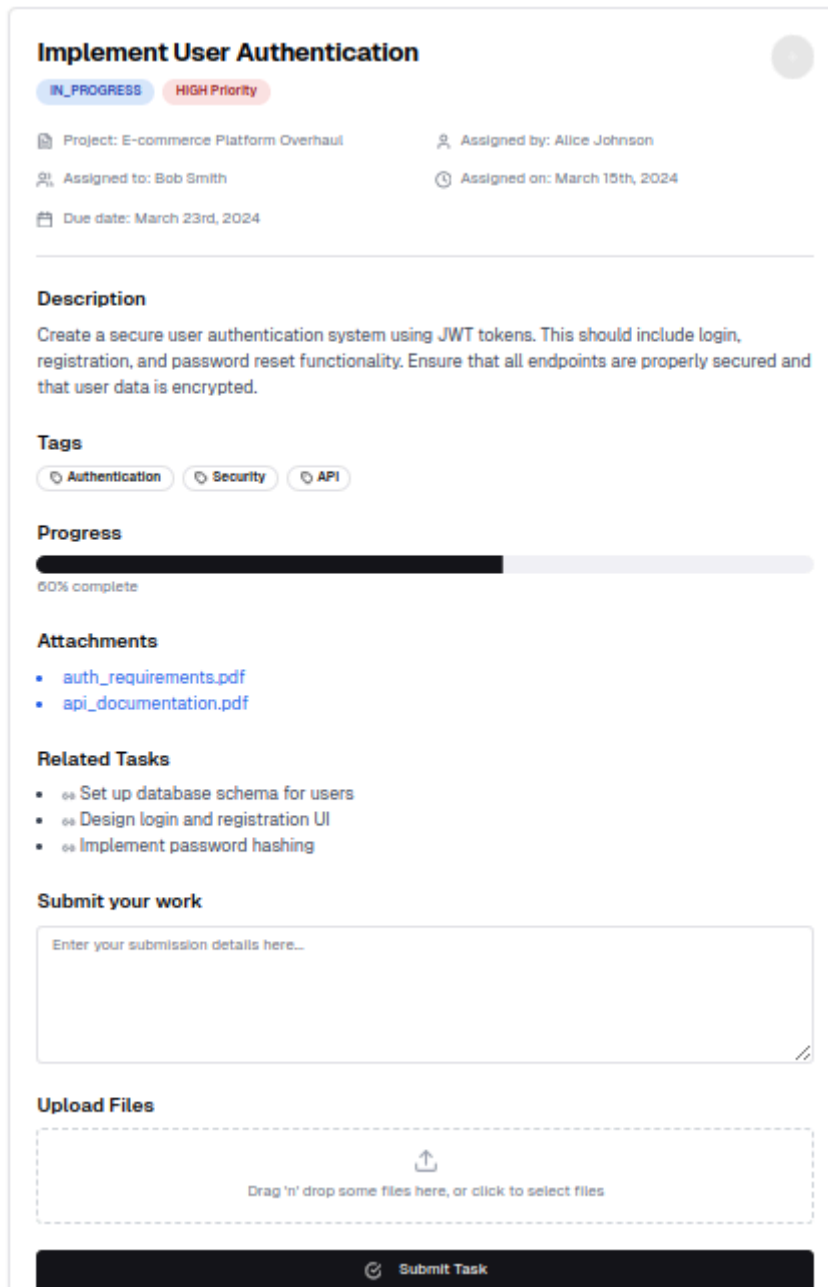 Implement User Authentication
IN_PROGRESS HIGH Priority
Project: E-commerce Platform Overhaul
Assigned by: Alice Johnson
Assigned to: Bob Smith
Assigned on: March 15th, 2024
Due date: March 23rd, 2024
Description
Create a secure user authentication system using JWT tokens. This should include login,
registration, and password reset functionality. Ensure that all endpoints are properly secured and
that user data is encrypted.
Tags
Authentication Security API
Progress
60% complete
Attachments
• auth_requirements.pdf
• api_documentation.pdf
Related Tasks
• Set up database schema for users
• Design login and registration UI
• Implement password hashing
Submit your work
Enter your submission details here...
Upload Files
Drag 'n' drop some files here, or click to select files
Submit Task